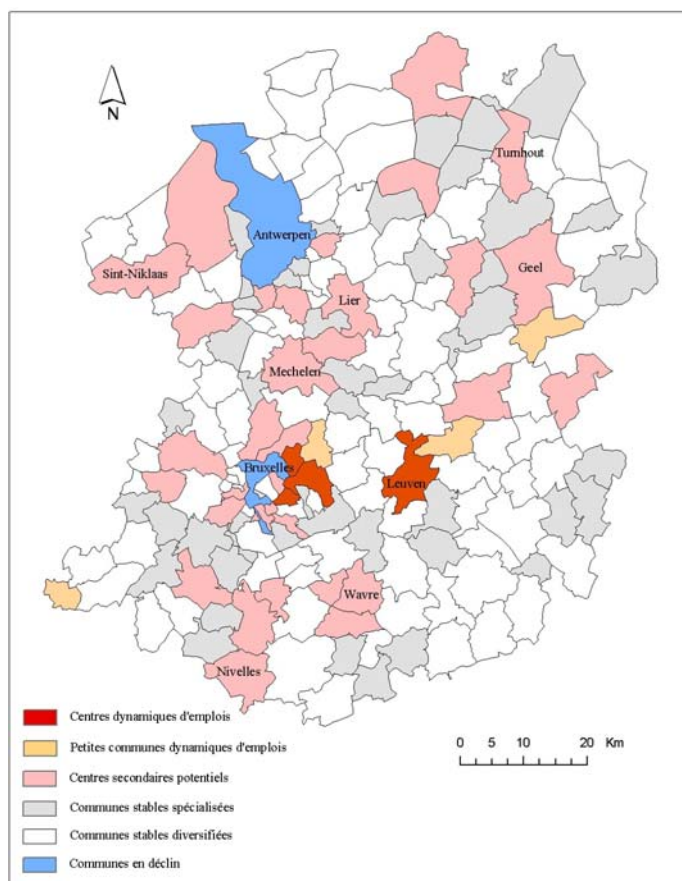 N
Turnhout
Antwerpen
Sint-Niklaas
Geel
Lier
Mechelen
Bruxelles
Leuven
Wavre
Nivelles
Centres dynamiques d'emplois
Petites communes dynamiques d'emplois
Centres secondaires potentiels
Communes stables spécialisées
Communes stables diversifiées
Communes en déclin
0 5 10 20 Km